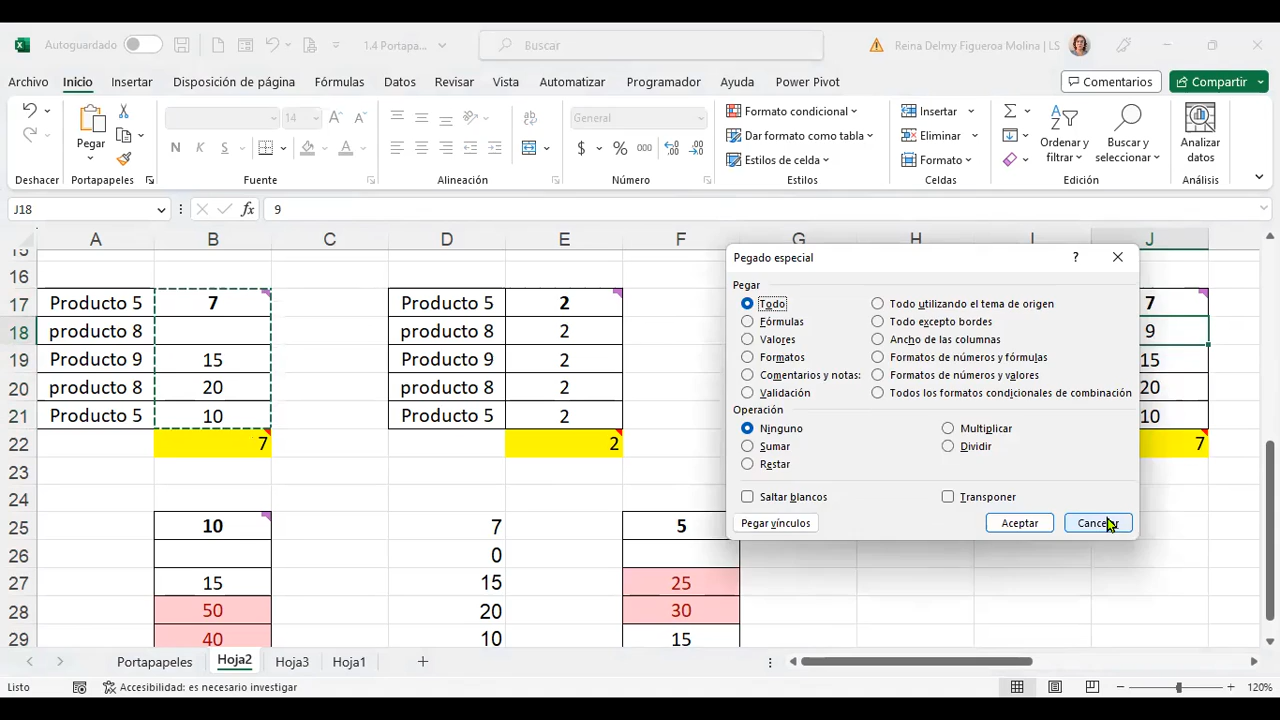 Autoguardado 1.4 Portapa... Buscar Reina Delmy Figueroa Molina | LS
Archivo Inicio Insertar Disposición de página Fórmulas Datos Revisar Vista Automatizar Programador Ayuda Power Pivot Comentarios Compartir
Pegar
N K S
14
General
$ % 000
Formato condicional
Dar formato como tabla
Estilos de celda
Insertar
Eliminar
Formato
Ordenary
filtrar
Buscar y
seleccionar
Analizar
datos
Deshacer Portapapeles Fuente Alineación Número Estilos Celdas Edición Análisis
J18 fx 9
A B C D E F G H I J
15
16
17 Producto 5 7 Producto 5 2 7
18 producto 8 producto 8 2 9
19 Producto 9 15 Producto 9 2 15
20 producto 8 20 producto 8 2 20
21 Producto 5 10 Producto 5 2 10
22 7 2 7
23
24
25 10 7 5
26 0
27 15 15 25
28 50 20 30
29 40 10 15
Pegado especial ?
Pegar
Todo Todo utilizando el tema de origen
Fórmulas Todo excepto bordes
Valores Ancho de las columnas
Formatos Formatos de números y fórmulas
Comentarios y notas: Formatos de números y valores
Validación Todos los formatos condicionales de combinación
Operación
Ninguno Multiplicar
Sumar Dividir
Restar
Saltar blancos Transponer
Pegar vínculos Aceptar Cancelar
Portapapeles Hoja2 Hoja3 Hoja1
Listo Accesibilidad: es necesario investigar 120%